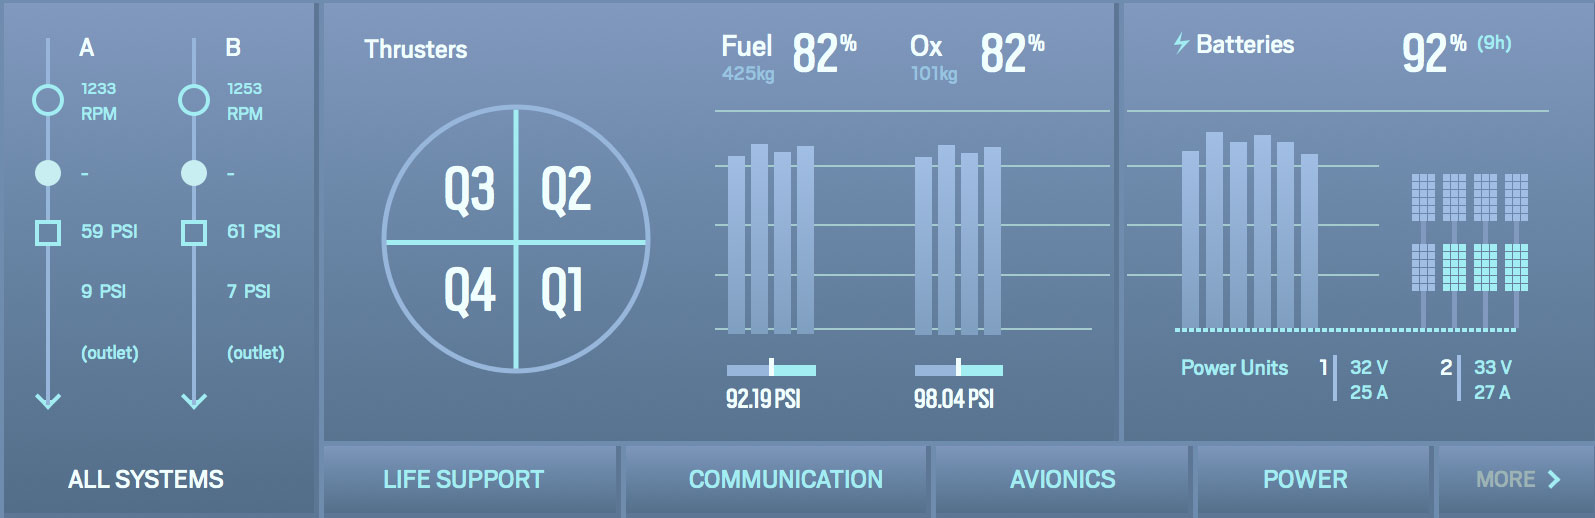 A
1233
RPM
-
59 PSI
9 PSI
(outlet)
B
1253
RPM
-
61 PSI
7 PSI
(outlet)
Thrusters
Q3 Q2
Q4 Q1
Fuel 82%
425kg
Ox 82%
101kg
92.19 PSI
98.04 PSI
Batteries 92% (9h)
Power Units
1
32 V
25 A
2
33 V
27 A
ALL SYSTEMS
LIFE SUPPORT
COMMUNICATION
AVIONICS
POWER
MORE